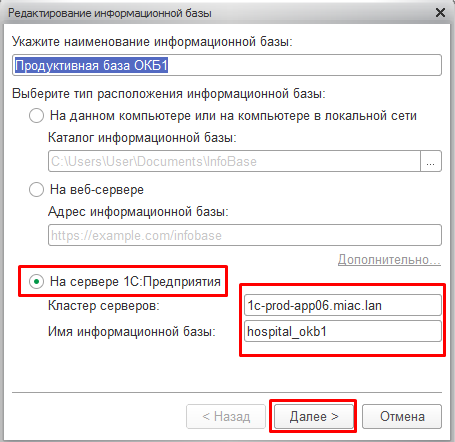 Редактирование информационной базы
Укажите наименование информационной базы:
Продуктивная база ОКБ1
Выберите тип расположения информационной базы:
На данном компьютере или на компьютере в локальной сети
Каталог информационной базы:
C:\Users\User\Documents\InfoBase ...
На веб-сервере
Адрес информационной базы:
https://example.com/infobase
Дополнительно...
На сервере 1С:Предприятия
Кластер серверов: 1c-prod-app06.miac.lan
Имя информационной базы: hospital_okb1
< Назад Далее > Отмена